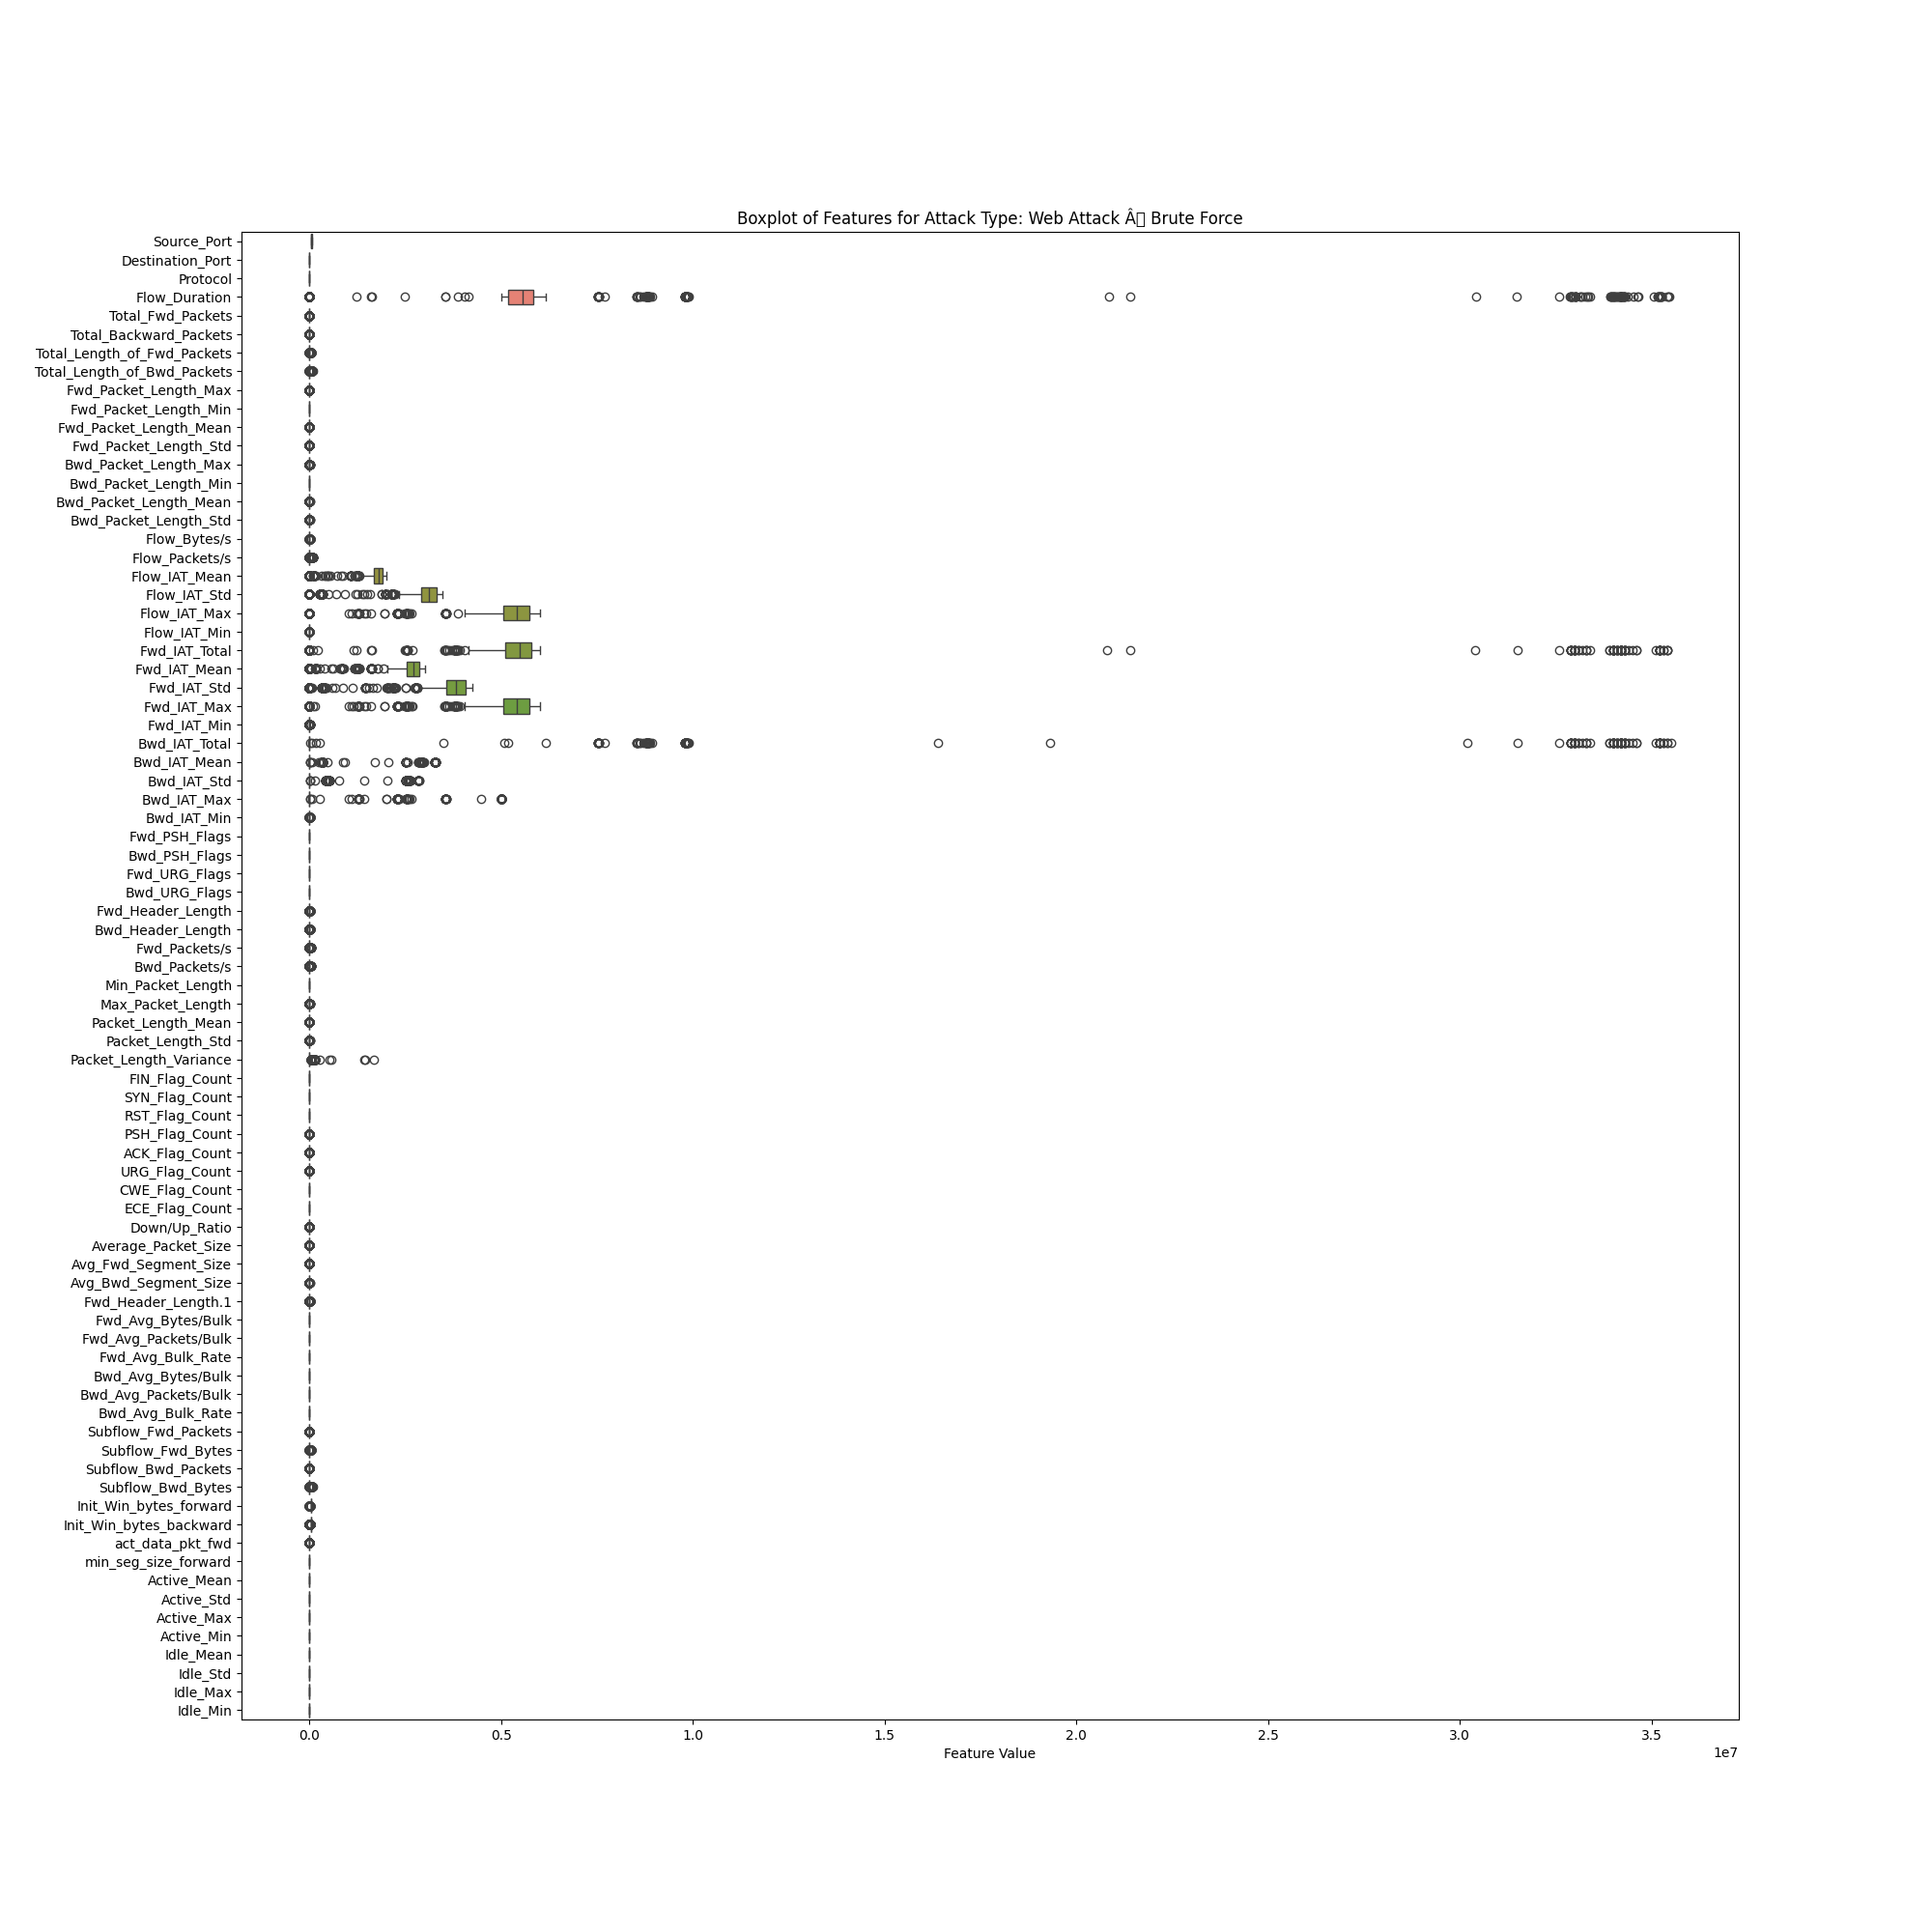 Boxplot of Features for Attack Type: Web Attack Â Brute Force
Source_Port
Destination_Port
Protocol
Flow_Duration
Total_Fwd_Packets
Total_Backward_Packets
Total_Length_of_Fwd_Packets
Total_Length_of_Bwd_Packets
Fwd_Packet_Length_Max
Fwd_Packet_Length_Min
Fwd_Packet_Length_Mean
Fwd_Packet_Length_Std
Bwd_Packet_Length_Max
Bwd_Packet_Length_Min
Bwd_Packet_Length_Mean
Bwd_Packet_Length_Std
Flow_Bytes/s
Flow_Packets/s
Flow_IAT_Mean
Flow_IAT_Std
Flow_IAT_Max
Flow_IAT_Min
Fwd_IAT_Total
Fwd_IAT_Mean
Fwd_IAT_Std
Fwd_IAT_Max
Fwd_IAT_Min
Bwd_IAT_Total
Bwd_IAT_Mean
Bwd_IAT_Std
Bwd_IAT_Max
Bwd_IAT_Min
Fwd_PSH_Flags
Bwd_PSH_Flags
Fwd_URG_Flags
Bwd_URG_Flags
Fwd_Header_Length
Bwd_Header_Length
Fwd_Packets/s
Bwd_Packets/s
Min_Packet_Length
Max_Packet_Length
Packet_Length_Mean
Packet_Length_Std
Packet_Length_Variance
FIN_Flag_Count
SYN_Flag_Count
RST_Flag_Count
PSH_Flag_Count
ACK_Flag_Count
URG_Flag_Count
CWE_Flag_Count
ECE_Flag_Count
Down/Up_Ratio
Average_Packet_Size
Avg_Fwd_Segment_Size
Avg_Bwd_Segment_Size
Fwd_Header_Length.1
Fwd_Avg_Bytes/Bulk
Fwd_Avg_Packets/Bulk
Fwd_Avg_Bulk_Rate
Bwd_Avg_Bytes/Bulk
Bwd_Avg_Packets/Bulk
Bwd_Avg_Bulk_Rate
Subflow_Fwd_Packets
Subflow_Fwd_Bytes
Subflow_Bwd_Packets
Subflow_Bwd_Bytes
Init_Win_bytes_forward
Init_Win_bytes_backward
act_data_pkt_fwd
min_seg_size_forward
Active_Mean
Active_Std
Active_Max
Active_Min
Idle_Mean
Idle_Std
Idle_Max
Idle_Min
0.0 0.5 1.0 1.5 2.0 2.5 3.0 3.5
Feature Value
1e7